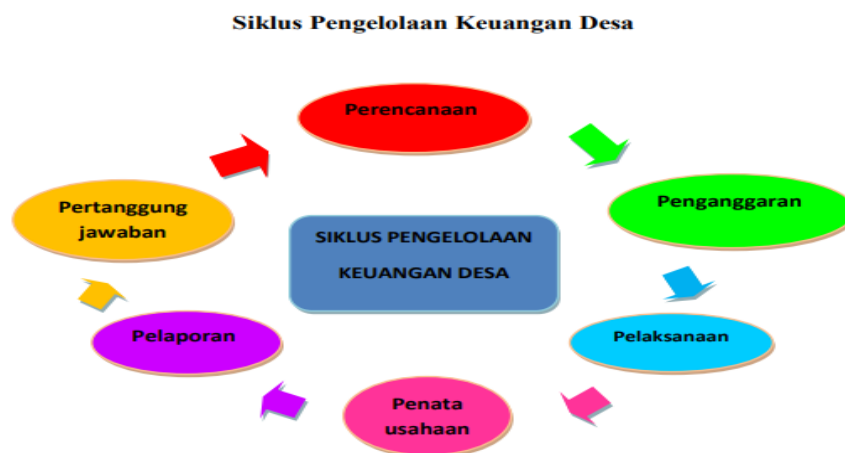 Siklus Pengelolaan Keuangan Desa
Perencanaan
Penganggaran
Pelaksanaan
Penata
usahaan
Pelaporan
Pertanggung
jawaban
SIKLUS PENGELOLAAN
KEUANGAN DESA